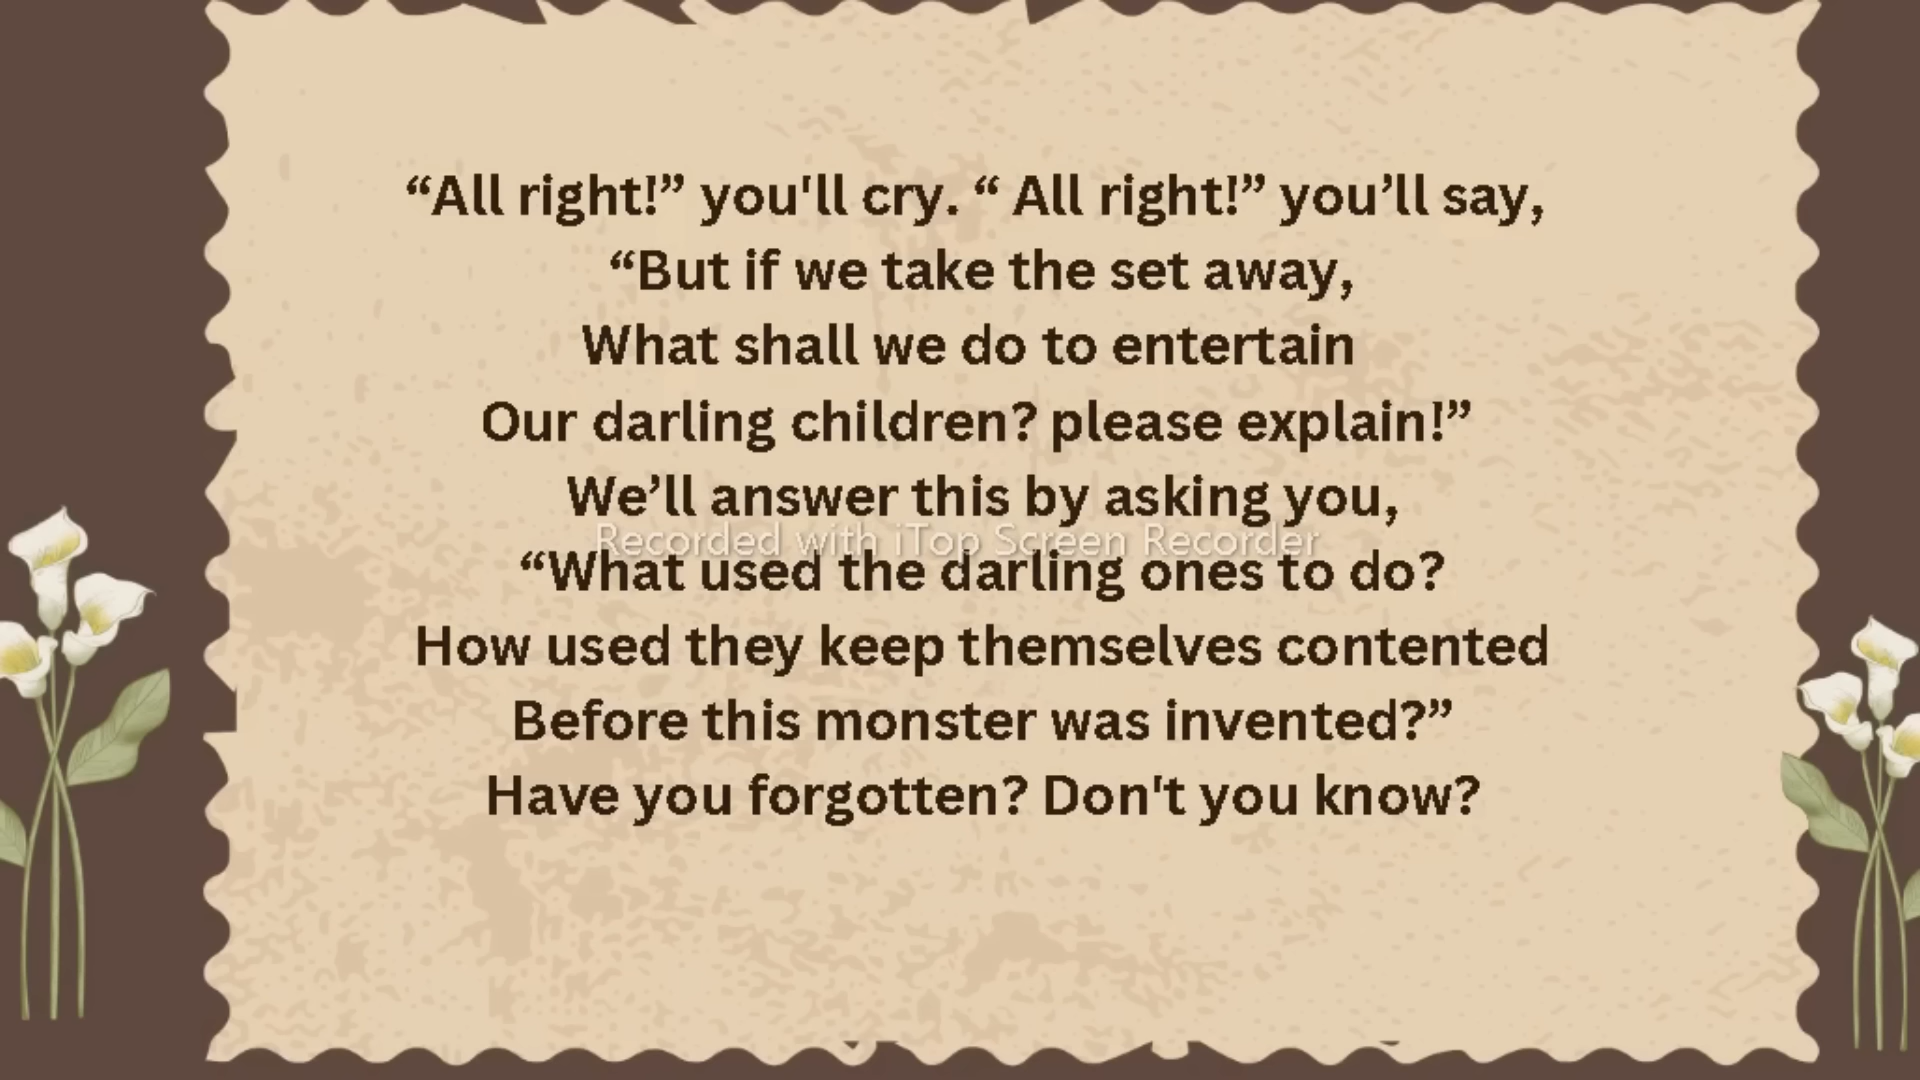 “All right!” you'll cry. “ All right!” you’ll say,
“But if we take the set away,
What shall we do to entertain
Our darling children? please explain!”
We’ll answer this by asking you,
Recorded with iTop Screen Recorder
“What used the darling ones to do?
How used they keep themselves contented
Before this monster was invented?”
Have you forgotten? Don't you know?